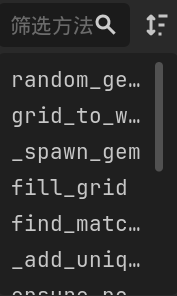 筛选方法
random_ge…
grid_to_w…
_spawn_gem
fill_grid
find_matc…
_add_uniq…